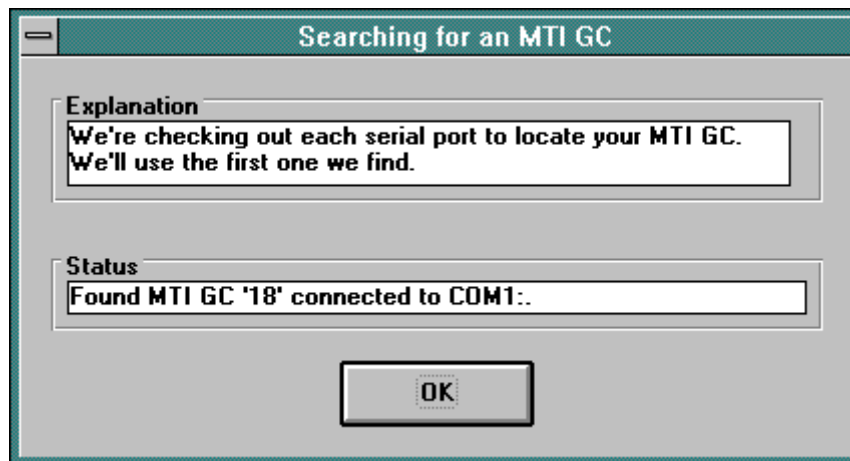 Searching for an MTI GC
Explanation
We're checking out each serial port to locate your MTI GC.
We'll use the first one we find.
Status
Found MTI GC '18' connected to COM1:.
OK